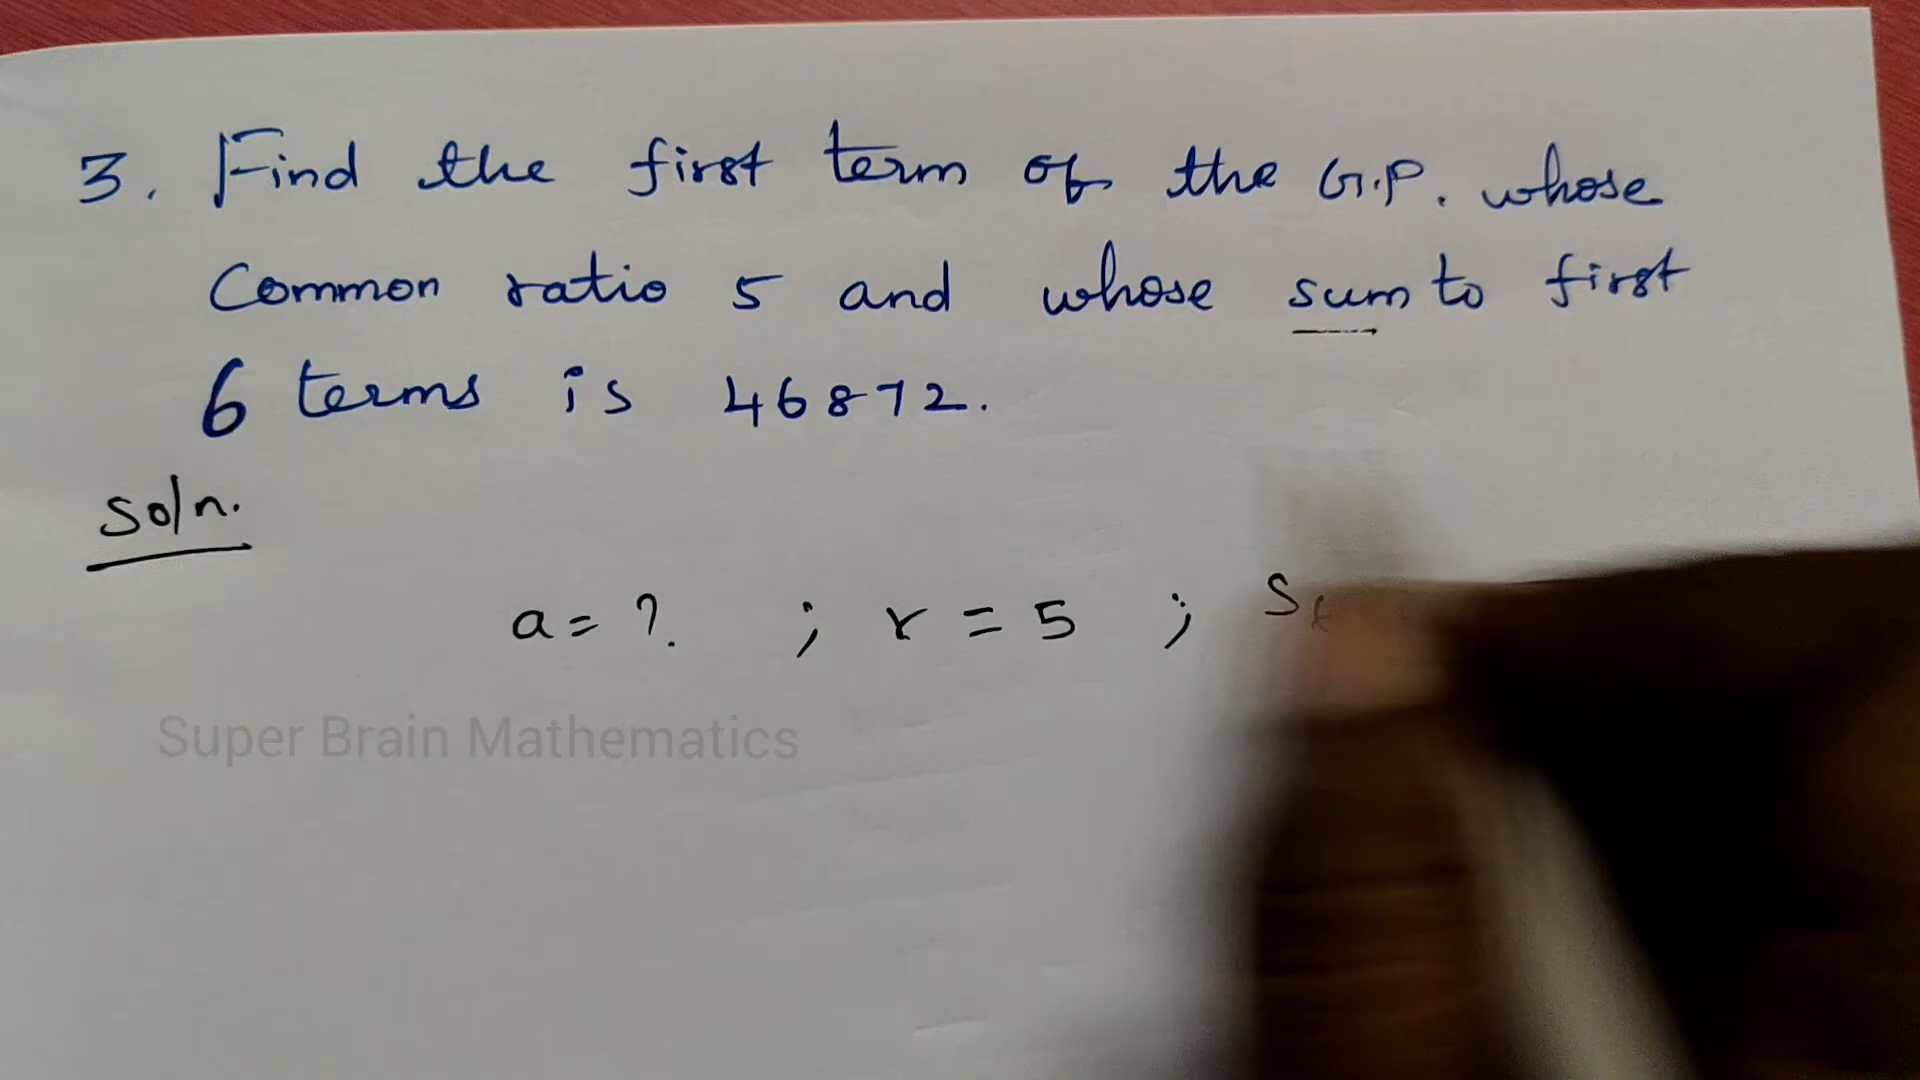 3. Find the first term of the G.P. whose
Common ratio 5 and whose sum to first
6 terms is 46872.
Soln.
a = ? ; r = 5 ; S
Super Brain Mathematics